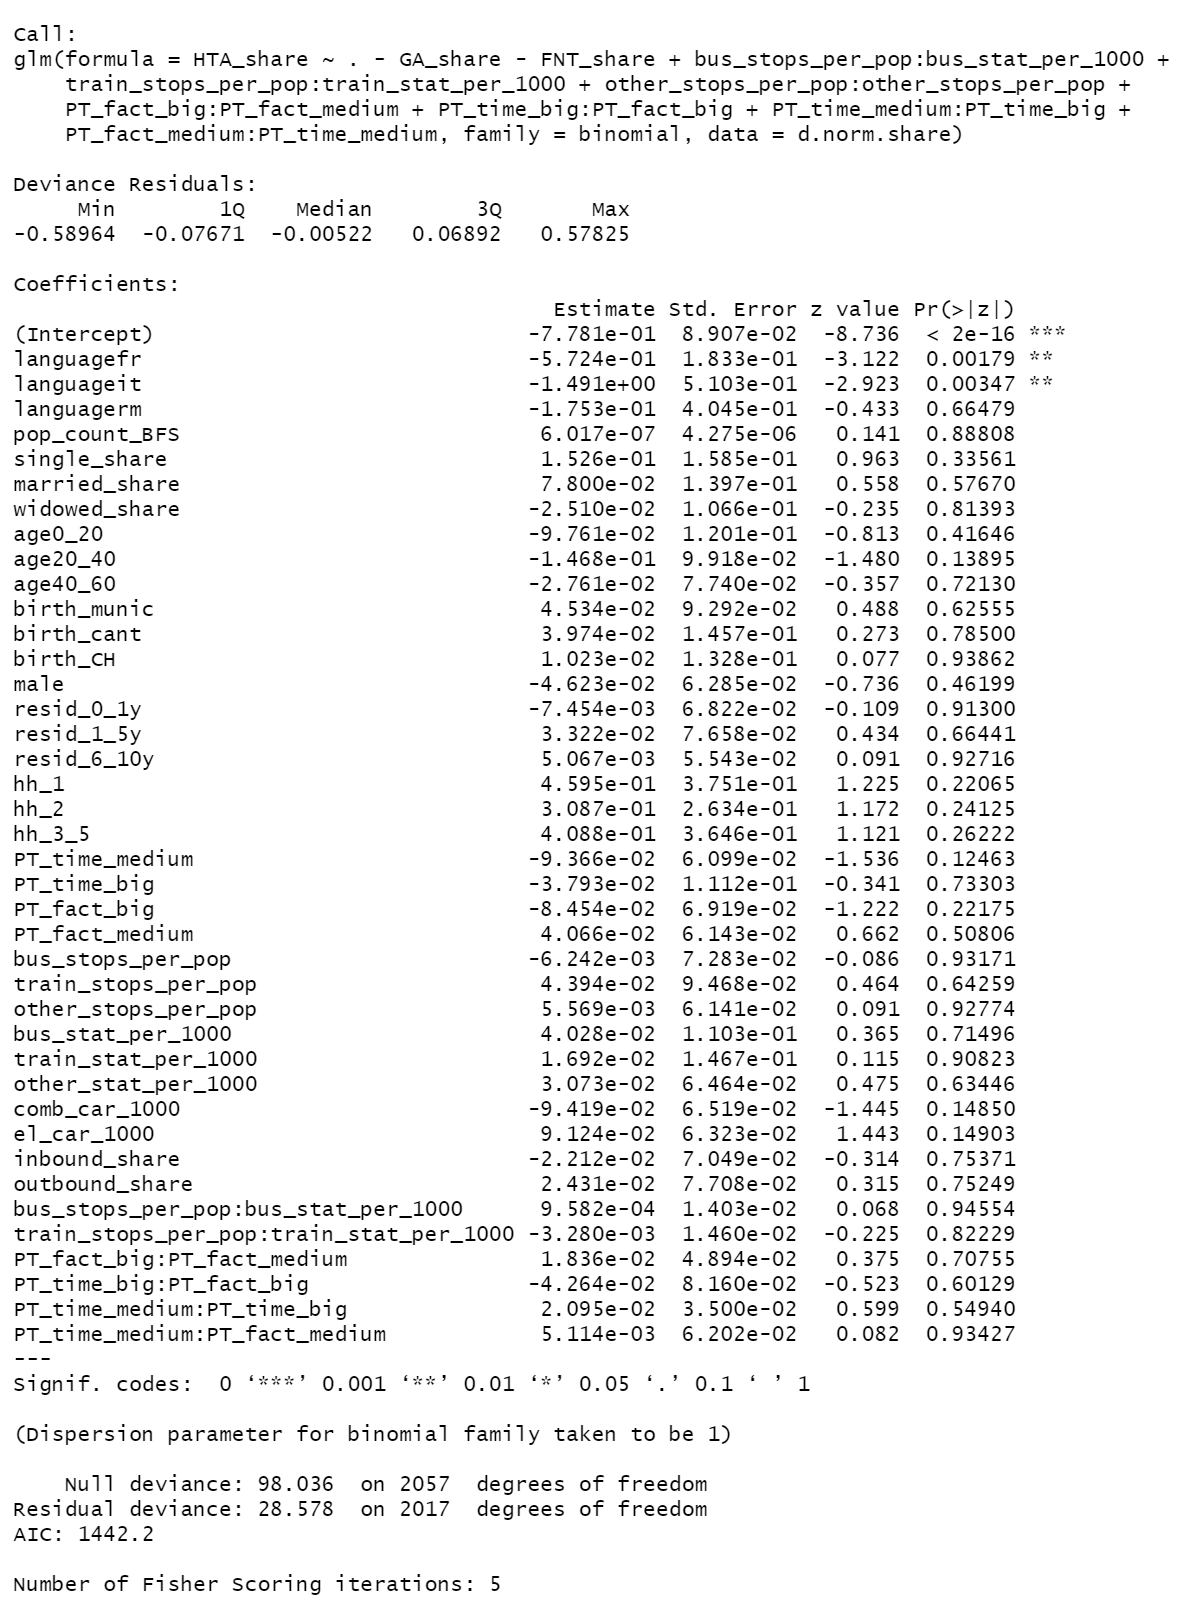 Call:
glm(formula = HTA_share ~ . - GA_share - FNT_share + bus_stops_per_pop:bus_stat_per_1000 +
    train_stops_per_pop:train_stat_per_1000 + other_stops_per_pop:other_stops_per_pop +
    PT_fact_big:PT_fact_medium + PT_time_big:PT_fact_big + PT_time_medium:PT_time_big +
    PT_fact_medium:PT_time_medium, family = binomial, data = d.norm.share)

Deviance Residuals:
     Min        1Q    Median        3Q       Max
-0.58964  -0.07671  -0.00522   0.06892   0.57825

Coefficients:
                                          Estimate Std. Error z value Pr(>|z|)
(Intercept)                             -7.781e-01  8.907e-02  -8.736  < 2e-16 ***
languagefr                              -5.724e-01  1.833e-01  -3.122  0.00179 **
languageit                              -1.491e+00  5.103e-01  -2.923  0.00347 **
languagerm                              -1.753e-01  4.045e-01  -0.433  0.66479
pop_count_BFS                            6.017e-07  4.275e-06   0.141  0.88808
single_share                             1.526e-01  1.585e-01   0.963  0.33561
married_share                            7.800e-02  1.397e-01   0.558  0.57670
widowed_share                           -2.510e-02  1.066e-01  -0.235  0.81393
age0_20                                 -9.761e-02  1.201e-01  -0.813  0.41646
age20_40                                -1.468e-01  9.918e-02  -1.480  0.13895
age40_60                                -2.761e-02  7.740e-02  -0.357  0.72130
birth_munic                              4.534e-02  9.292e-02   0.488  0.62555
birth_cant                               3.974e-02  1.457e-01   0.273  0.78500
birth_CH                                 1.023e-02  1.328e-01   0.077  0.93862
male                                    -4.623e-02  6.285e-02  -0.736  0.46199
resid_0_1y                              -7.454e-03  6.822e-02  -0.109  0.91300
resid_1_5y                               3.322e-02  7.658e-02   0.434  0.66441
resid_6_10y                              5.067e-03  5.543e-02   0.091  0.92716
hh_1                                     4.595e-01  3.751e-01   1.225  0.22065
hh_2                                     3.087e-01  2.634e-01   1.172  0.24125
hh_3_5                                   4.088e-01  3.646e-01   1.121  0.26222
PT_time_medium                          -9.366e-02  6.099e-02  -1.536  0.12463
PT_time_big                             -3.793e-02  1.112e-01  -0.341  0.73303
PT_fact_big                             -8.454e-02  6.919e-02  -1.222  0.22175
PT_fact_medium                           4.066e-02  6.143e-02   0.662  0.50806
bus_stops_per_pop                       -6.242e-03  7.283e-02  -0.086  0.93171
train_stops_per_pop                      4.394e-02  9.468e-02   0.464  0.64259
other_stops_per_pop                      5.569e-03  6.141e-02   0.091  0.92774
bus_stat_per_1000                        4.028e-02  1.103e-01   0.365  0.71496
train_stat_per_1000                      1.692e-02  1.467e-01   0.115  0.90823
other_stat_per_1000                      3.073e-02  6.464e-02   0.475  0.63446
comb_car_1000                           -9.419e-02  6.519e-02  -1.445  0.14850
el_car_1000                              9.124e-02  6.323e-02   1.443  0.14903
inbound_share                           -2.212e-02  7.049e-02  -0.314  0.75371
outbound_share                           2.431e-02  7.708e-02   0.315  0.75249
bus_stops_per_pop:bus_stat_per_1000      9.582e-04  1.403e-02   0.068  0.94554
train_stops_per_pop:train_stat_per_1000 -3.280e-03  1.460e-02  -0.225  0.82229
PT_fact_big:PT_fact_medium               1.836e-02  4.894e-02   0.375  0.70755
PT_time_big:PT_fact_big                 -4.264e-02  8.160e-02  -0.523  0.60129
PT_time_medium:PT_time_big               2.095e-02  3.500e-02   0.599  0.54940
PT_time_medium:PT_fact_medium            5.114e-03  6.202e-02   0.082  0.93427
---
Signif. codes:  0 ‘***’ 0.001 ‘**’ 0.01 ‘*’ 0.05 ‘.’ 0.1 ‘ ’ 1

(Dispersion parameter for binomial family taken to be 1)

    Null deviance: 98.036  on 2057  degrees of freedom
Residual deviance: 28.578  on 2017  degrees of freedom
AIC: 1442.2

Number of Fisher Scoring iterations: 5